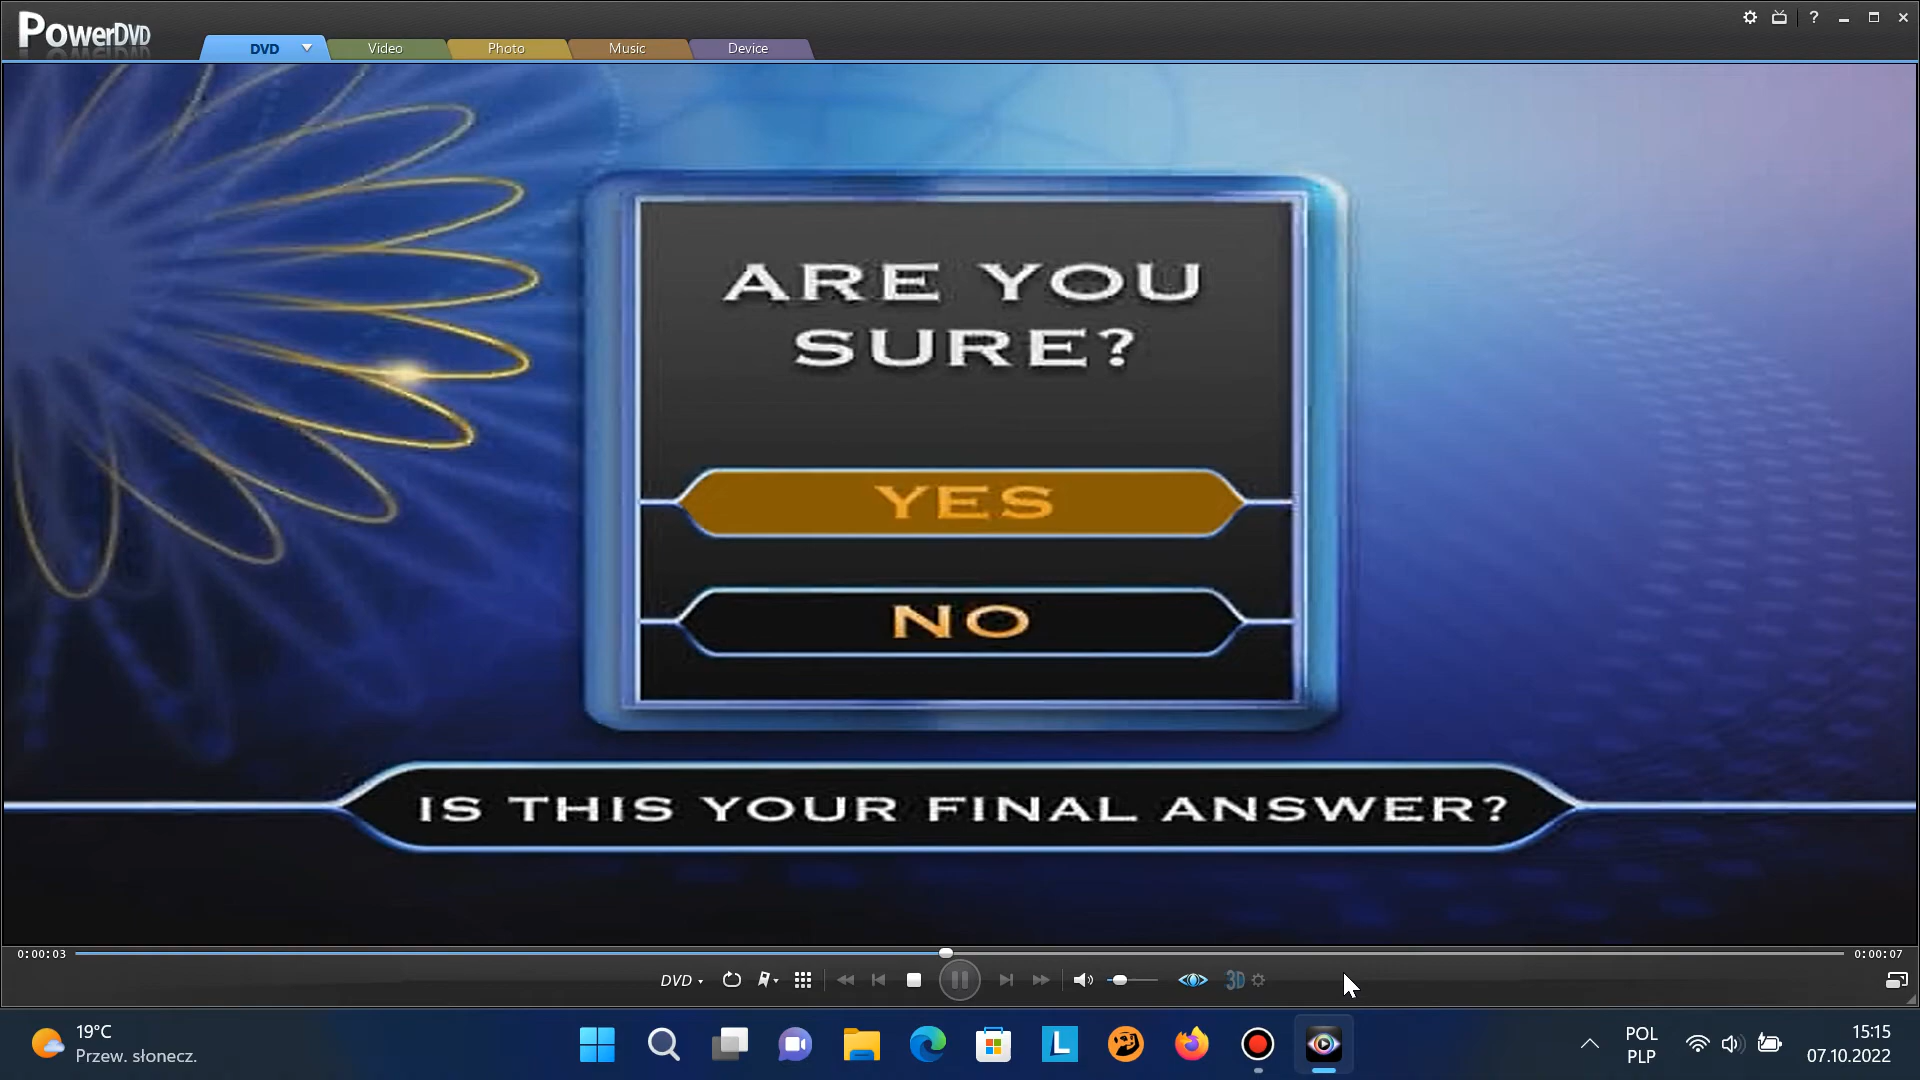 PowerDVD
DVD Video Photo Music Device
ARE YOU
SURE?
YES
NO
IS THIS YOUR FINAL ANSWER?
0:00:03 0:00:07
DVD 3D
19°C
Przew. słonecz.
L
POL
PLP
15:15
07.10.2022